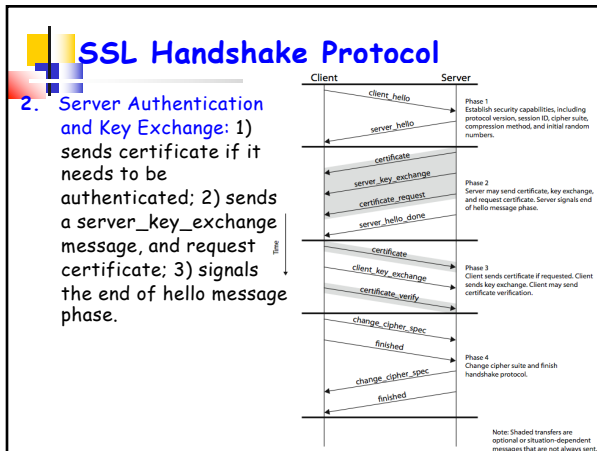 SSL Handshake Protocol
2. Server Authentication
and Key Exchange: 1)
sends certificate if it
needs to be
authenticated; 2) sends
a server_key_exchange
message, and request
certificate; 3) signals
the end of hello message
phase.
Client Server
client_hello
server_hello
Phase 1
Establish security capabilities, including
protocol version, session ID, cipher suite,
compression method, and initial random
numbers.
certificate
server_key_exchange
certificate_request
server_hello_done
Phase 2
Server may send certificate, key exchange,
and request certificate. Server signals end
of hello message phase.
Time
certificate
client_key_exchange
certificate_verify
Phase 3
Client sends certificate if requested. Client
sends key exchange. Client may send
certificate verification.
change_cipher_spec
finished
change_cipher_spec
finished
Phase 4
Change cipher suite and finish
handshake protocol.
Note: Shaded transfers are
optional or situation-dependent
messages that are not always sent.